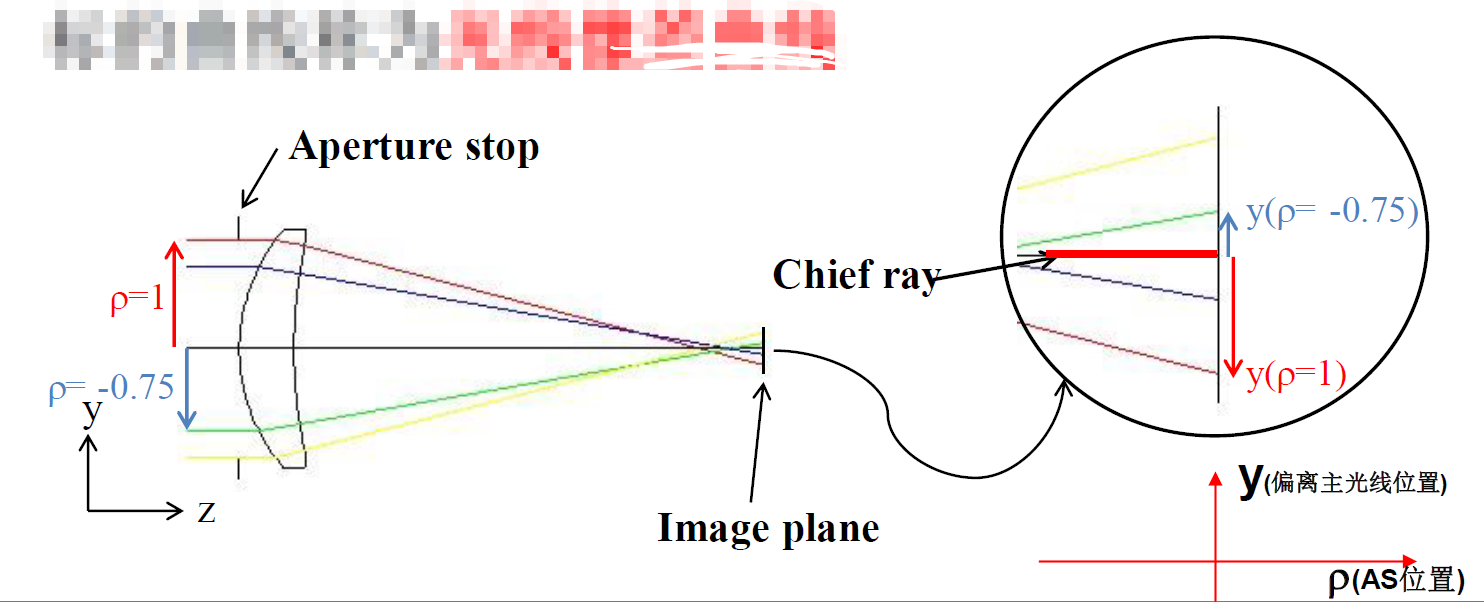 Aperture stop
y(ρ= -0.75)
Chief ray
ρ=1
y(ρ=1)
ρ= -0.75
y
z
Image plane
y(偏离主光线位置)
ρ(AS位置)